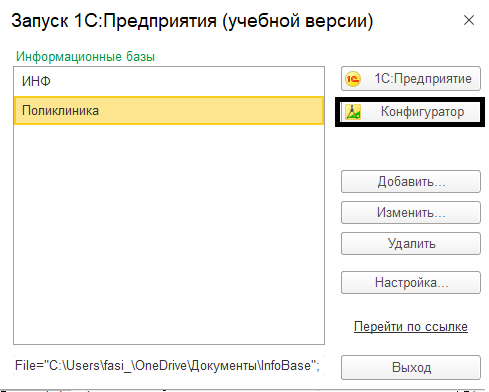 Запуск 1С:Предприятия (учебной версии)
Информационные базы
ИНФ
Поликлиника
1С:Предприятие
Конфигуратор
Добавить...
Изменить...
Удалить
Настройка...
Перейти по ссылке
File="C:\Users\fasi_\OneDrive\Документы\InfoBase";
Выход